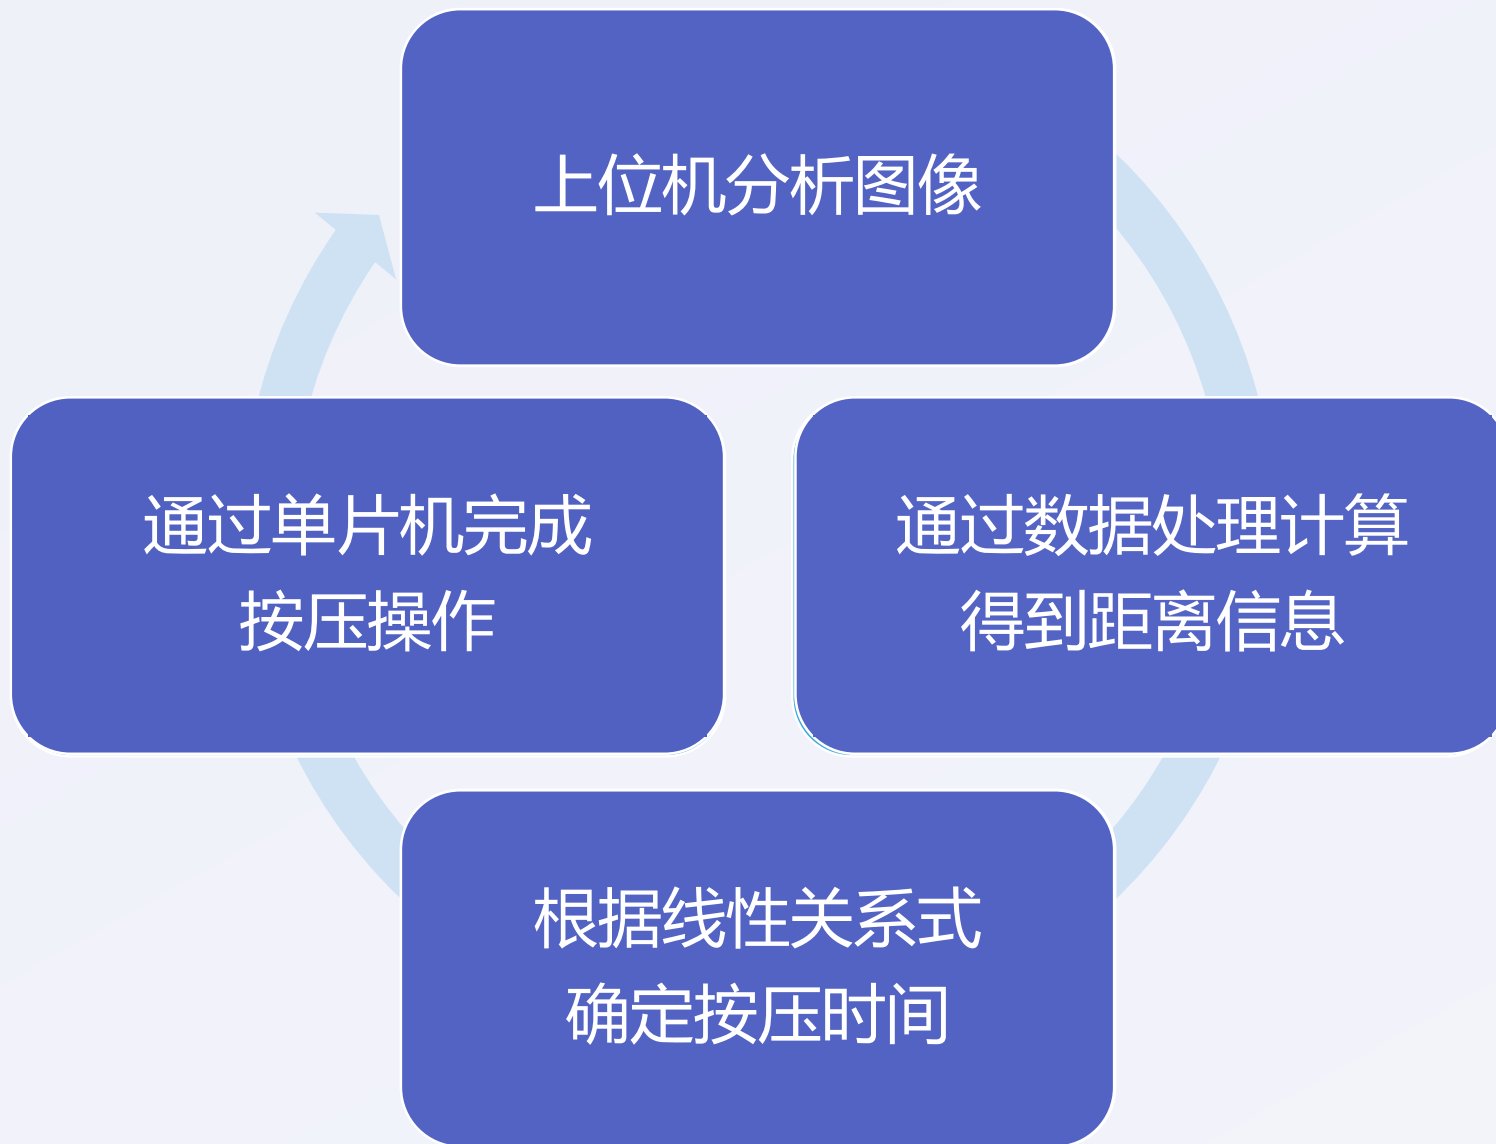 上位机分析图像
通过单片机完成
按压操作
通过数据处理计算
得到距离信息
根据线性关系式
确定按压时间